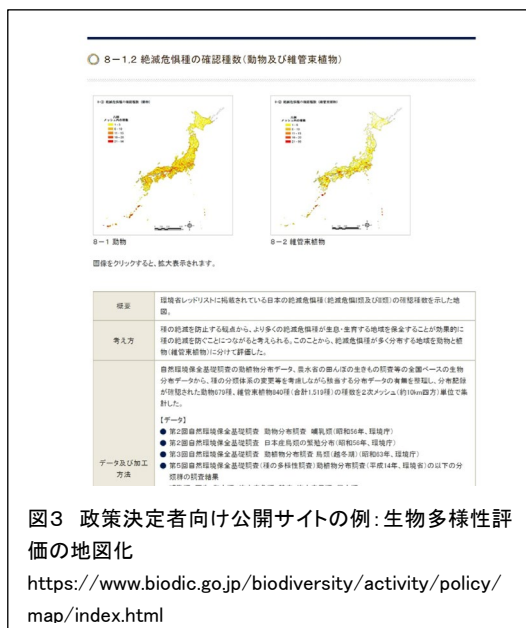 8-1,2 絶滅危惧種の確認種数(動物及び維管束植物)
8-1 動物
8-2 維管束植物
画像をクリックすると、拡大表示されます。
概要
環境省レッドリストに掲載されている日本の絶滅危惧種(絶滅危惧I類及びII類)の確認種数を示した地
図。
考え方
種の絶滅を防止する観点から、より多くの絶滅危惧種が生息・生育する地域を保全することが効果的に
種の絶滅を防ぐことにつながると考えられる。このことから、絶滅危惧種が多く分布する地域を動物と植
物(維管束植物)に分けて評価した。
データ及び加工
方法
自然環境保全基礎調査の動植物分布データ、農水省の田んぼの生きもの調査等の全国ベースの生物
分布データから、種の分類体系の変更等を考慮しながら該当する分布データの有無を整理し、分布記録
が確認された動物679種、維管束植物840種(合計1,519種)の種数を2次メッシュ(約10km四方)単位で集
計した。
【データ】
● 第2回自然環境保全基礎調査 動物分布調査 哺乳類(昭和56年、環境庁)
● 第2回自然環境保全基礎調査 日本産鳥類の繁殖分布(昭和56年、環境庁)
● 第3回自然環境保全基礎調査 動植物分布調査 鳥類(越冬期)(昭和63年、環境庁)
● 第5回自然環境保全基礎調査(種の多様性調査)動植物分布調査(平成14年、環境省)の以下の分
類群の調査結果
図3 政策決定者向け公開サイトの例:生物多様性評
価の地図化
https://www.biodic.go.jp/biodiversity/activity/policy/
map/index.html